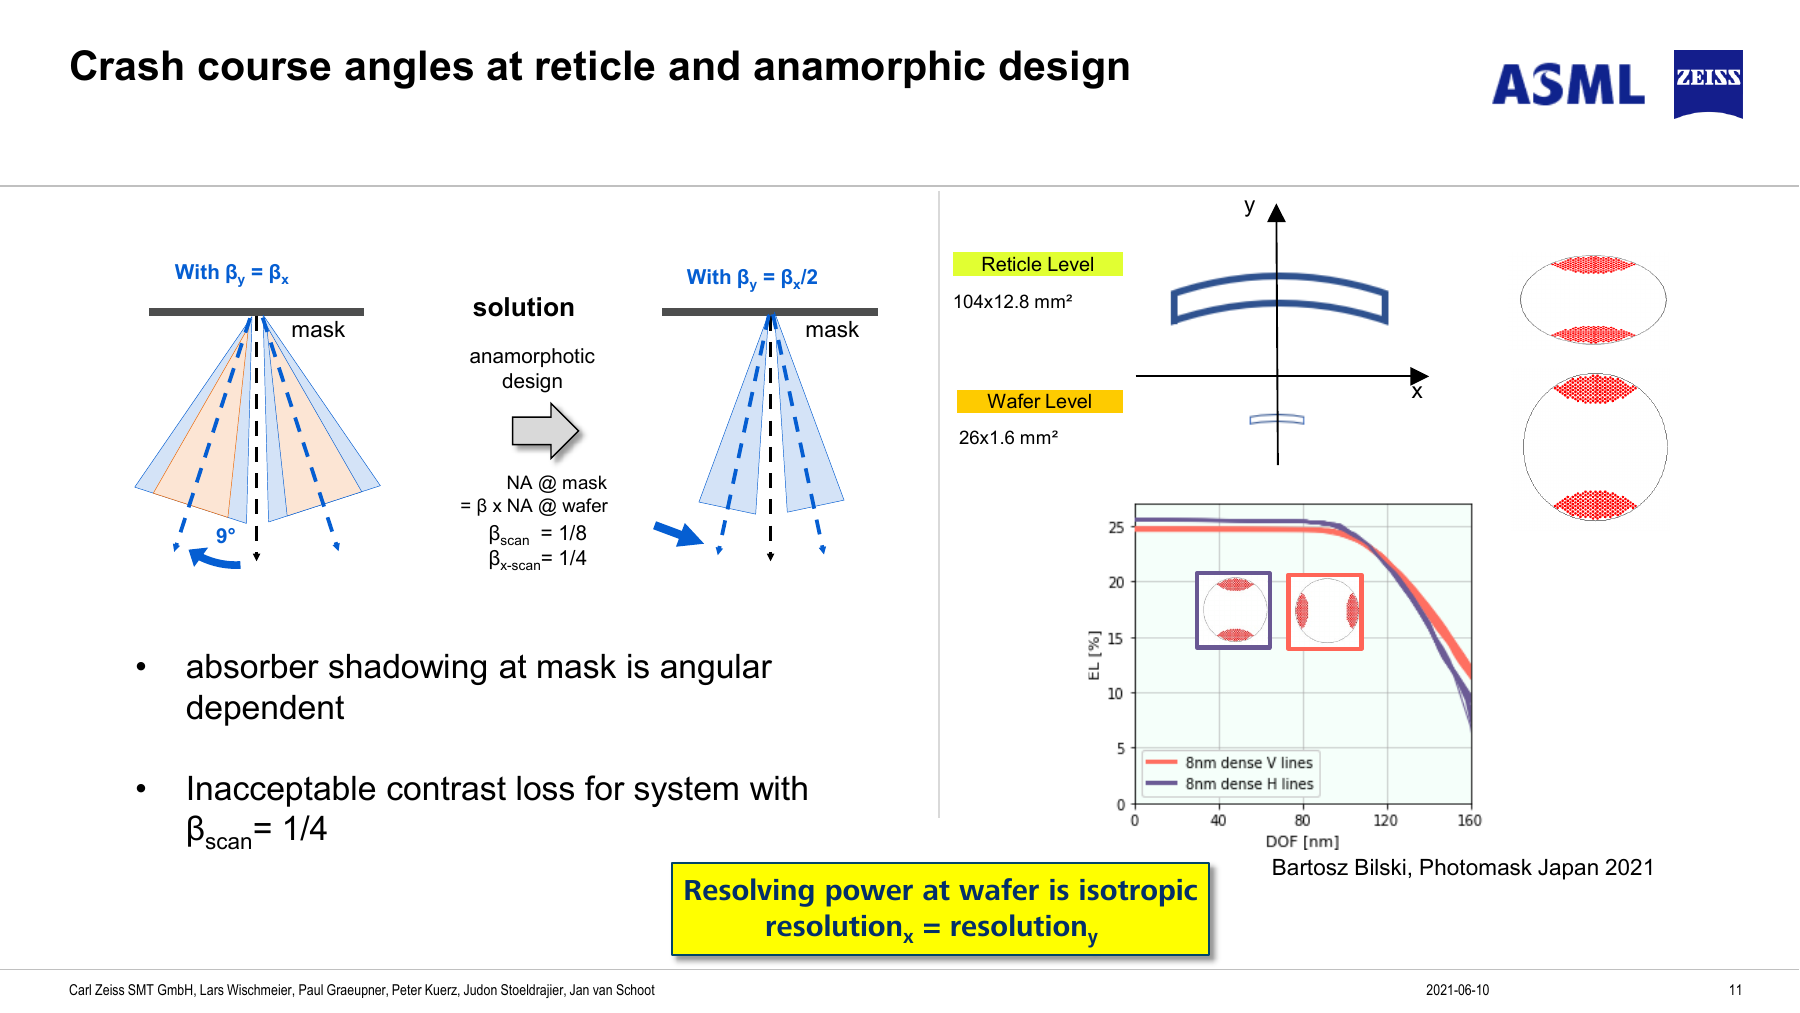 Crash course angles at reticle and anamorphic design
ASML
ZEISS
With βy = βx
mask
9°
solution
anamorphotic
design
NA @ mask
= β x NA @ wafer
βscan = 1/8
βx-scan= 1/4
With βy = βx/2
mask
• absorber shadowing at mask is angular
dependent
• Inacceptable contrast loss for system with
βscan= 1/4
y
Reticle Level
104x12.8 mm²
x
Wafer Level
26x1.6 mm²
EL [%]
25
20
15
10
5
0
8nm dense V lines
8nm dense H lines
0 40 80 120 160
DOF [nm]
Bartosz Bilski, Photomask Japan 2021
Resolving power at wafer is isotropic
resolutionx = resolutiony
Carl Zeiss SMT GmbH, Lars Wischmeier, Paul Graeupner, Peter Kuerz, Judon Stoeldrajier, Jan van Schoot
2021-06-10
11